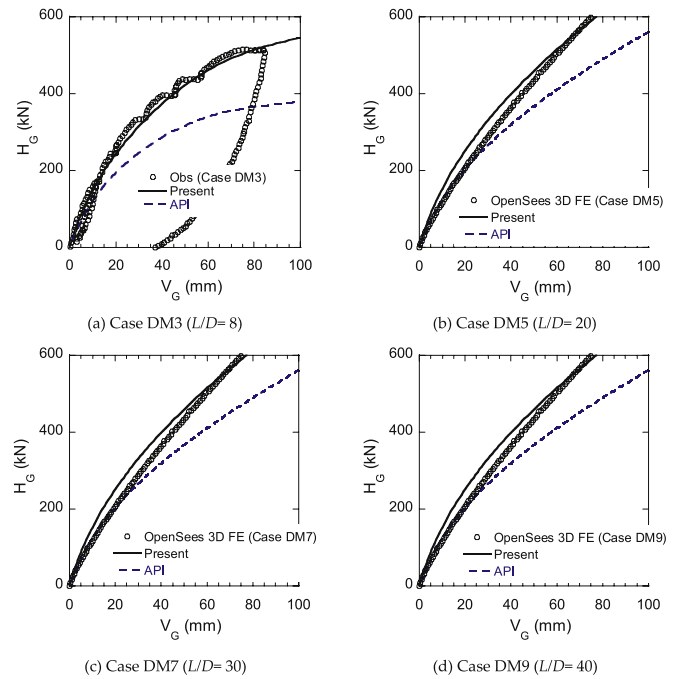 600
400
200
0
H_G (kN)
Obs (Case DM3)
Present
API
0 20 40 60 80 100
V_G (mm)
(a) Case DM3 (L/D= 8)
600
400
200
0
H_G (kN)
OpenSees 3D FE (Case DM5)
Present
API
0 20 40 60 80 100
V_G (mm)
(b) Case DM5 (L/D= 20)
600
400
200
0
H_G (kN)
OpenSees 3D FE (Case DM7)
Present
API
0 20 40 60 80 100
V_G (mm)
(c) Case DM7 (L/D= 30)
600
400
200
0
H_G (kN)
OpenSees 3D FE (Case DM9)
Present
API
0 20 40 60 80 100
V_G (mm)
(d) Case DM9 (L/D= 40)